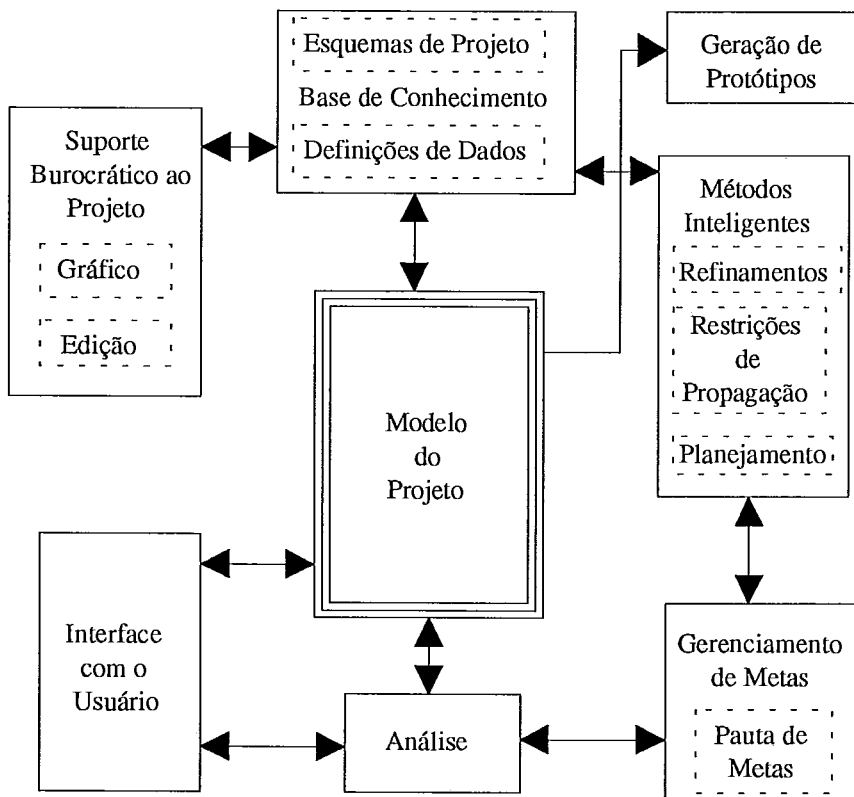 Esquemas de Projeto
Base de Conhecimento
Definições de Dados
Geração de
Protótipos
Suporte
Burocrático ao
Projeto
Gráfico
Edição
Métodos
Inteligentes
Refinamentos
Restrições
de
Propagação
Planejamento
Modelo
do
Projeto
Interface
com o
Usuário
Análise
Gerenciamento
de Metas
Pauta de
Metas